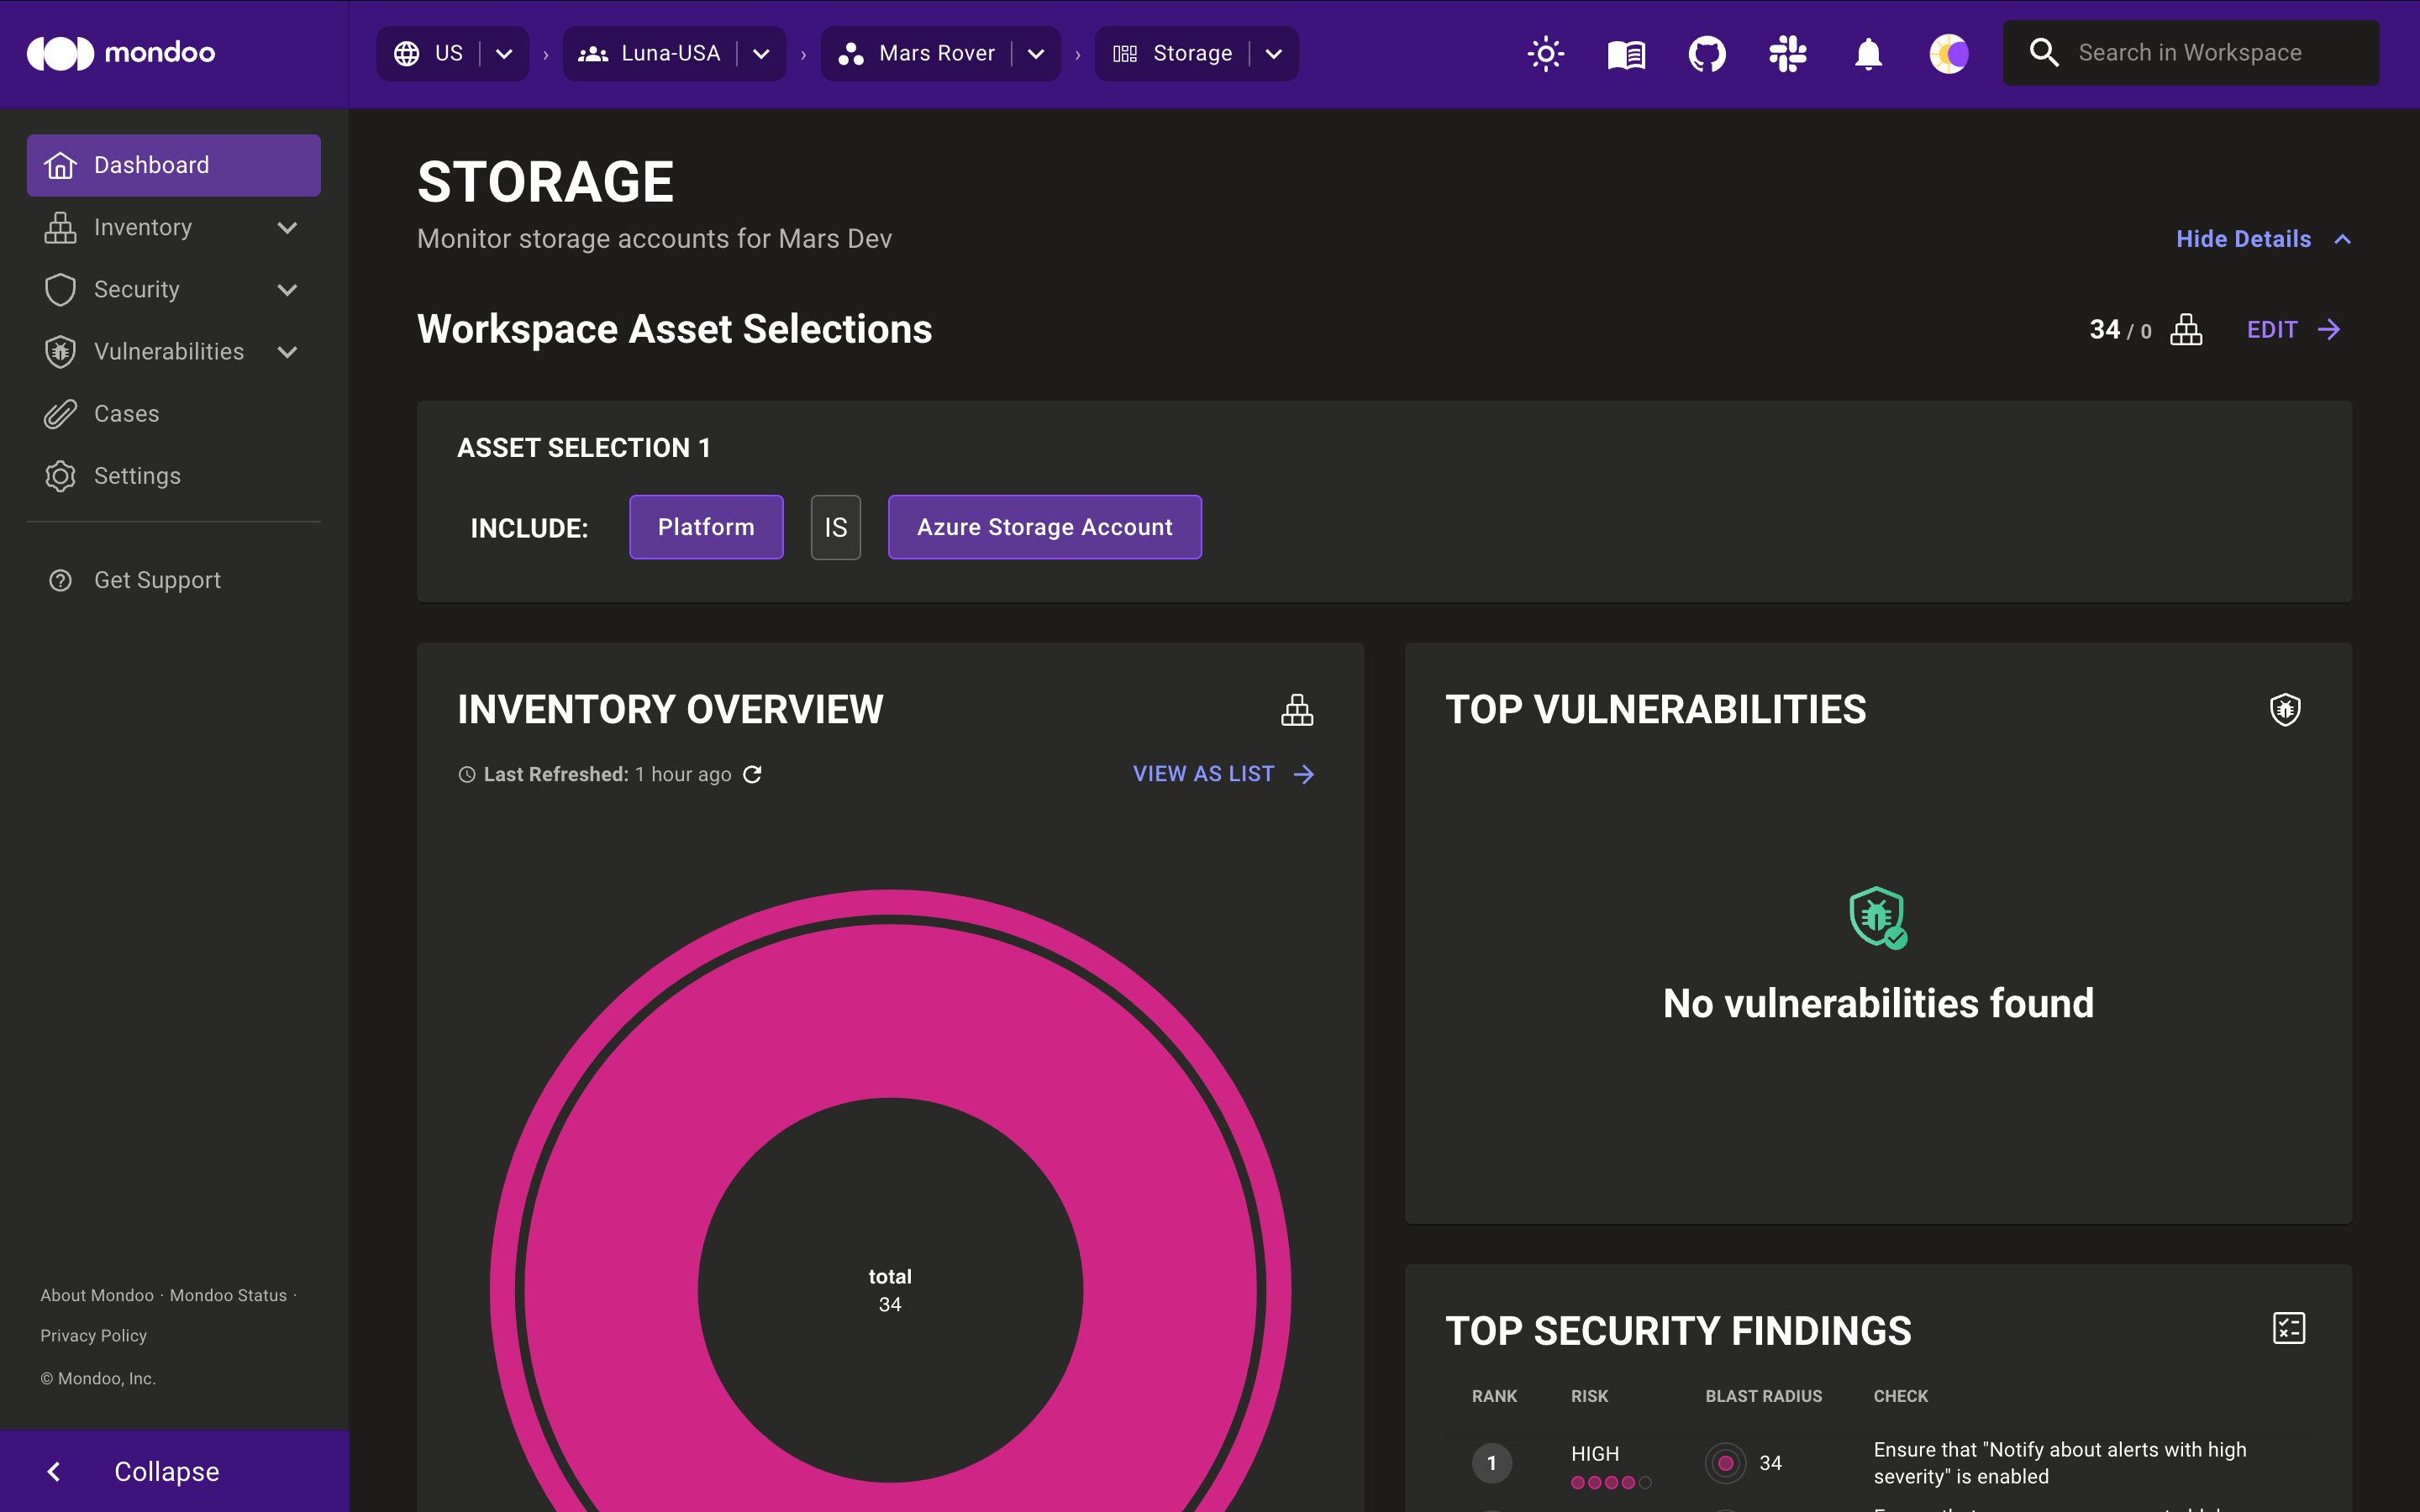 mondoo
US
Luna-USA
Mars Rover
Storage
Search in Workspace
Dashboard
Inventory
Security
Vulnerabilities
Cases
Settings
Get Support
About Mondoo · Mondoo Status ·
Privacy Policy
© Mondoo, Inc.
Collapse
STORAGE
Monitor storage accounts for Mars Dev
Hide Details
Workspace Asset Selections
34 / 0
EDIT
ASSET SELECTION 1
INCLUDE: Platform IS Azure Storage Account
INVENTORY OVERVIEW
Last Refreshed: 1 hour ago
VIEW AS LIST
total
34
TOP VULNERABILITIES
No vulnerabilities found
TOP SECURITY FINDINGS
RANK RISK BLAST RADIUS CHECK
1 HIGH 34 Ensure that "Notify about alerts with high
severity" is enabled